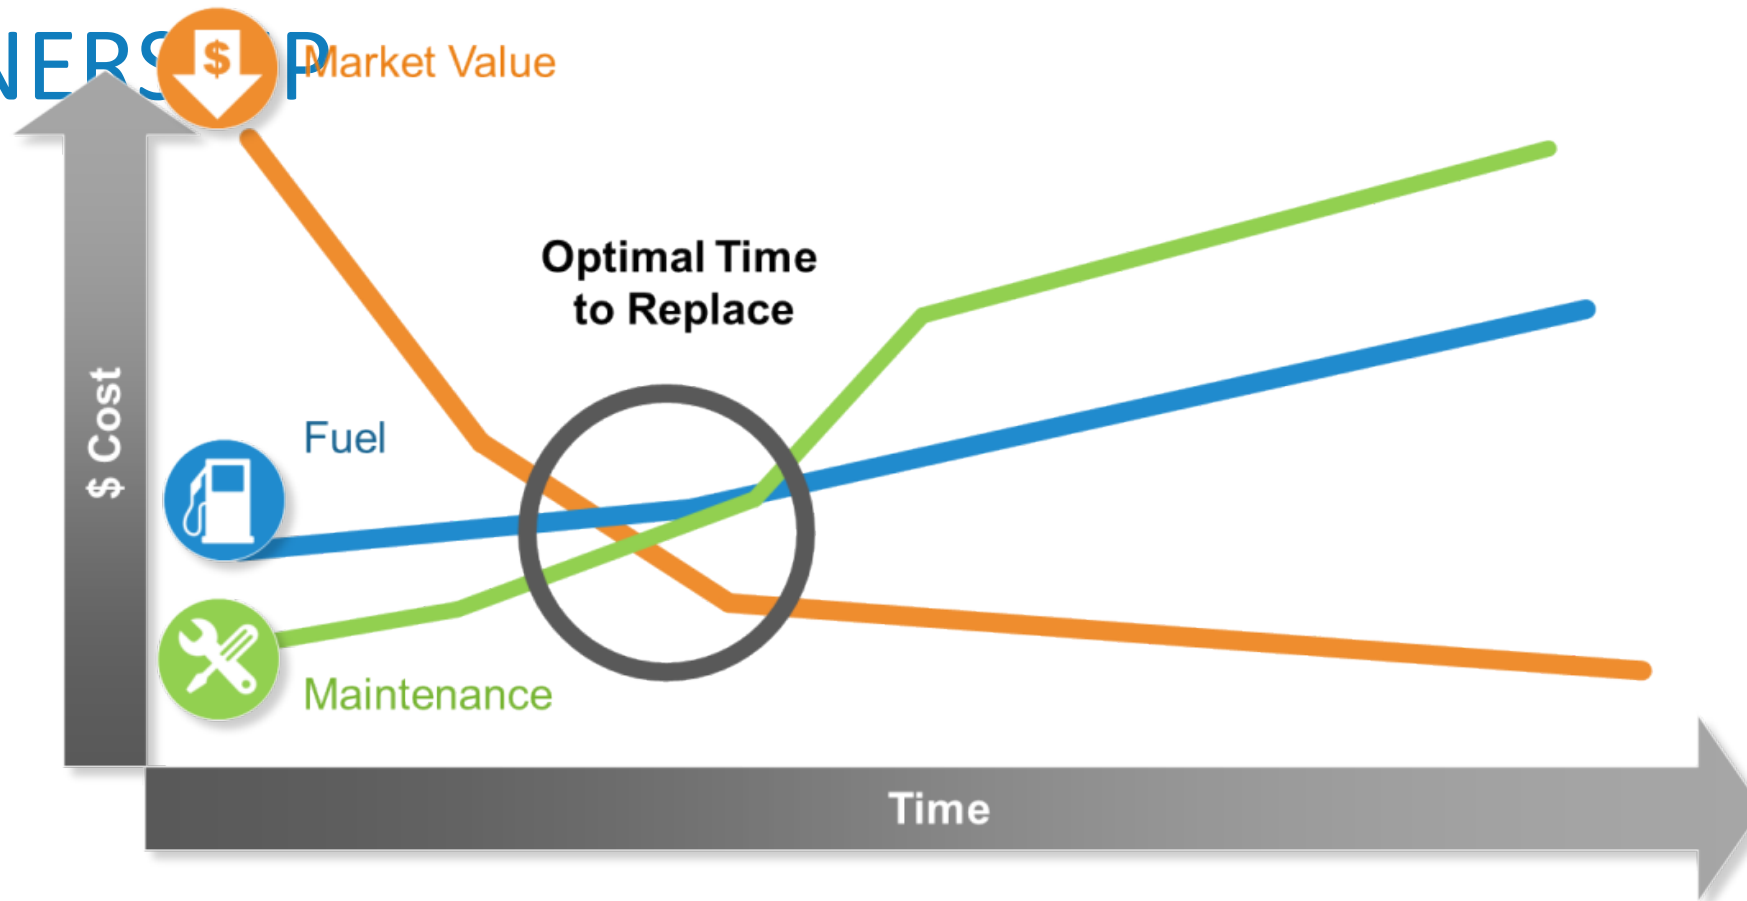 Market Value
$
Optimal Time
to Replace
Fuel
$ Cost
Maintenance
Time